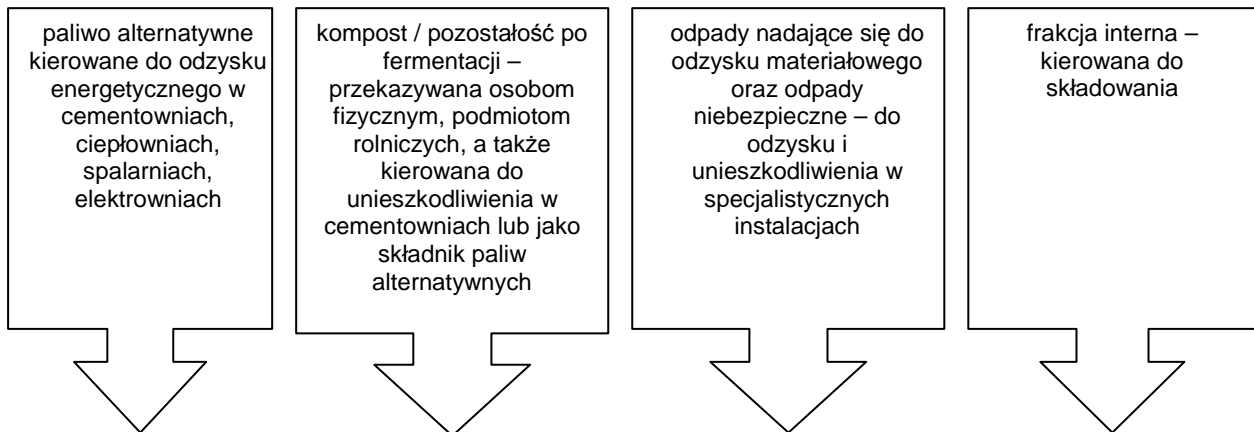 paliwo alternatywne
kierowane do odzysku
energetycznego w
cementowniach,
ciepłowniach,
spalarniach,
elektrowniach
kompost / pozostałość po
fermentacji –
przekazywana osobom
fizycznym, podmiotom
rolniczych, a także
kierowana do
unieszkodliwienia w
cementowniach lub jako
składnik paliw
alternatywnych
odpady nadające się do
odzysku materiałowego
oraz odpady
niebezpieczne – do
odzysku i
unieszkodliwienia w
specjalistycznych
instalacjach
frakcja interna –
kierowana do
składowania